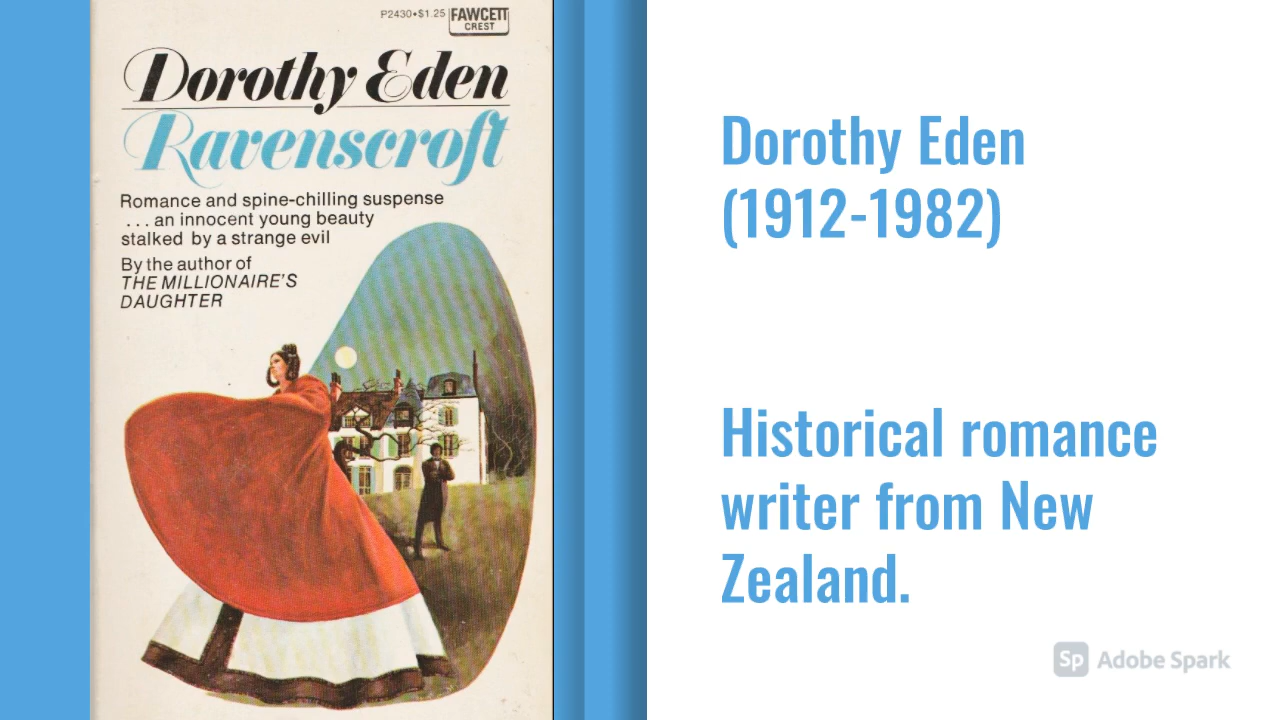 P2430•$1.25 FAWCETT
CREST
Dorothy Eden
Ravenscroft
Romance and spine-chilling suspense
...an innocent young beauty
stalked by a strange evil
By the author of
THE MILLIONAIRE'S
DAUGHTER
Dorothy Eden
(1912-1982)
Historical romance
writer from New
Zealand.
Sp Adobe Spark